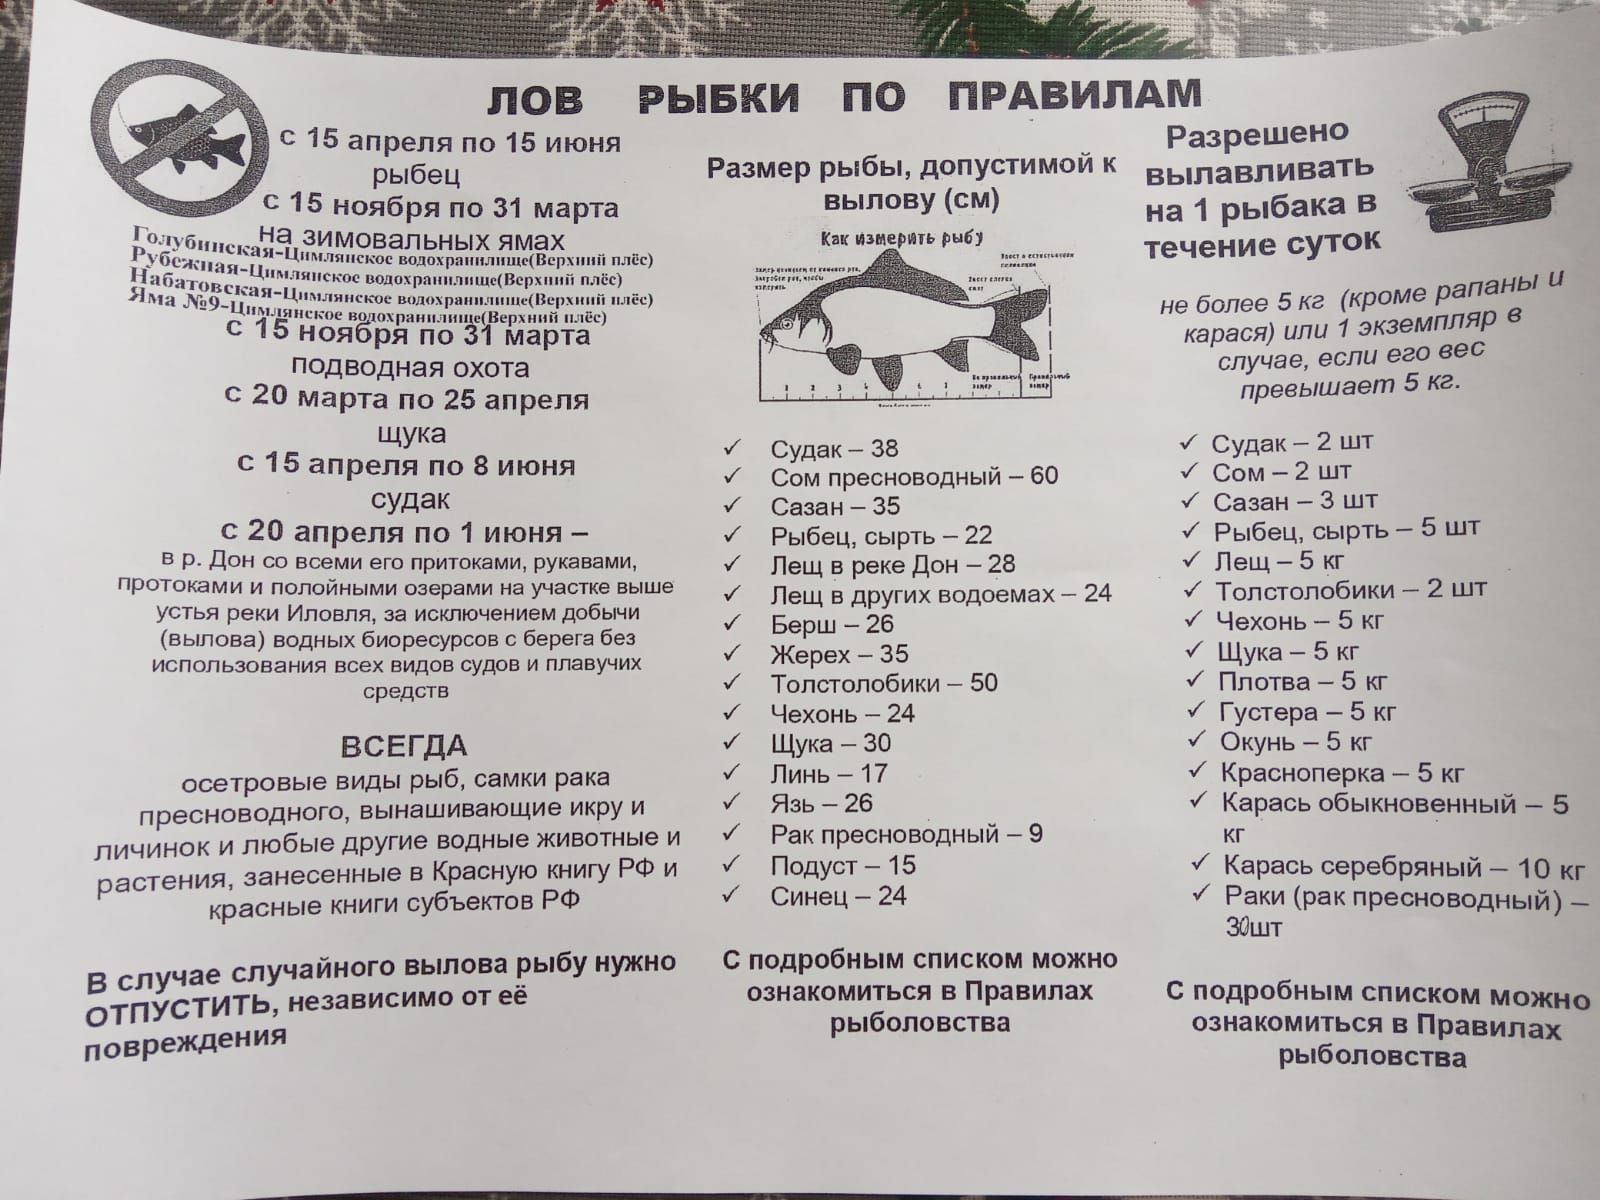 ЛОВ РЫБКИ ПО ПРАВИЛАМ
с 15 апреля по 15 июня
рыбец
с 15 ноября по 31 марта
на зимовальных ямах
Голубинская-Цимлянское водохранилище(Верхний плёс)
Рубежная-Цимлянское водохранилище(Верхний плёс)
Набатовская-Цимлянское водохранилище(Верхний плёс)
Яма №9-Цимлянское водохранилище(Верхний плёс)
с 15 ноября по 31 марта
подводная охота
с 20 марта по 25 апреля
щука
с 15 апреля по 8 июня
судак
с 20 апреля по 1 июня –
в р. Дон со всеми его притоками, рукавами,
протоками и полойными озерами на участке выше
устья реки Иловля, за исключением добычи
(вылова) водных биоресурсов с берега без
использования всех видов судов и плавучих
средств
ВСЕГДА
осетровые виды рыб, самки рака
пресноводного, вынашивающие икру и
личинок и любые другие водные животные и
растения, занесенные в Красную книгу РФ и
красные книги субъектов РФ
В случае случайного вылова рыбу нужно
ОТПУСТИТЬ, независимо от её
повреждения
Размер рыбы, допустимой к
вылову (см)
Как измерить рыбу
✓ Судак – 38
✓ Сом пресноводный – 60
✓ Сазан – 35
✓ Рыбец, сырть – 22
✓ Лещ в реке Дон – 28
✓ Лещ в других водоемах – 24
✓ Берш – 26
✓ Жерех – 35
✓ Толстолобики – 50
✓ Чехонь – 24
✓ Щука – 30
✓ Линь – 17
✓ Язь – 26
✓ Рак пресноводный – 9
✓ Подуст – 15
✓ Синец – 24
С подробным списком можно
ознакомиться в Правилах
рыболовства
Разрешено
вылавливать
на 1 рыбака в
течение суток
не более 5 кг (кроме рапаны и
карася) или 1 экземпляр в
случае, если его вес
превышает 5 кг.
✓ Судак – 2 шт
✓ Сом – 2 шт
✓ Сазан – 3 шт
✓ Рыбец, сырть – 5 шт
✓ Лещ – 5 кг
✓ Толстолобики – 2 шт
✓ Чехонь – 5 кг
✓ Щука – 5 кг
✓ Плотва – 5 кг
✓ Густера – 5 кг
✓ Окунь – 5 кг
✓ Красноперка – 5 кг
✓ Карась обыкновенный – 5
кг
✓ Карась серебряный – 10 кг
✓ Раки (рак пресноводный) –
30шт
С подробным списком можно
ознакомиться в Правилах
рыболовства